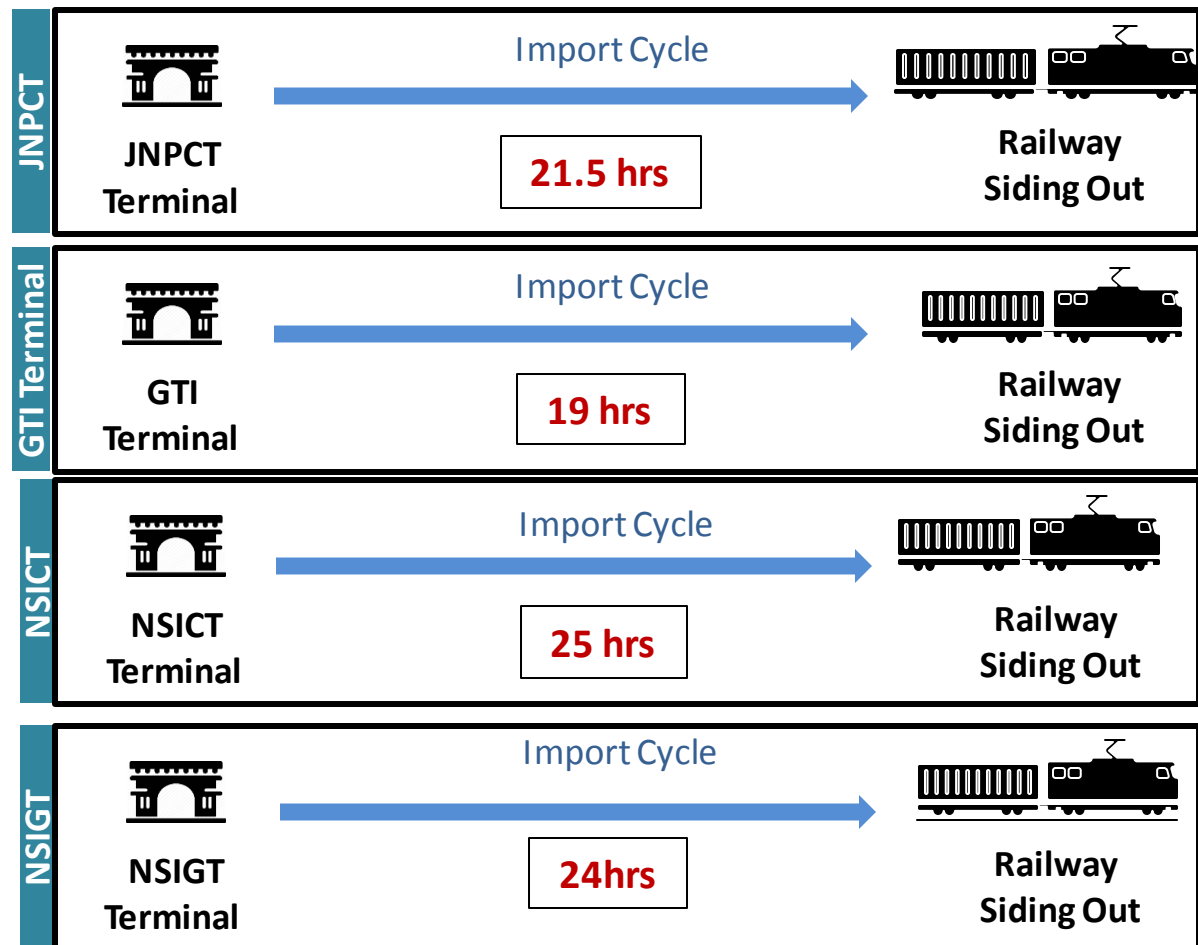 JNPCT
Import Cycle
JNPCT
Terminal
21.5 hrs
Railway
Siding Out
GTI Terminal
Import Cycle
GTI
Terminal
19 hrs
Railway
Siding Out
NSICT
Import Cycle
NSICT
Terminal
25 hrs
Railway
Siding Out
NSIGT
Import Cycle
NSIGT
Terminal
24hrs
Railway
Siding Out